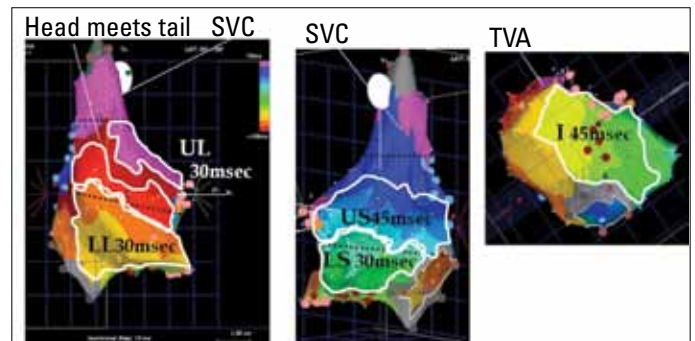 Head meets tail SVC
UL
30msec
LL30msec
SVC
US45msec
LS 30msec
TVA
I 45msec